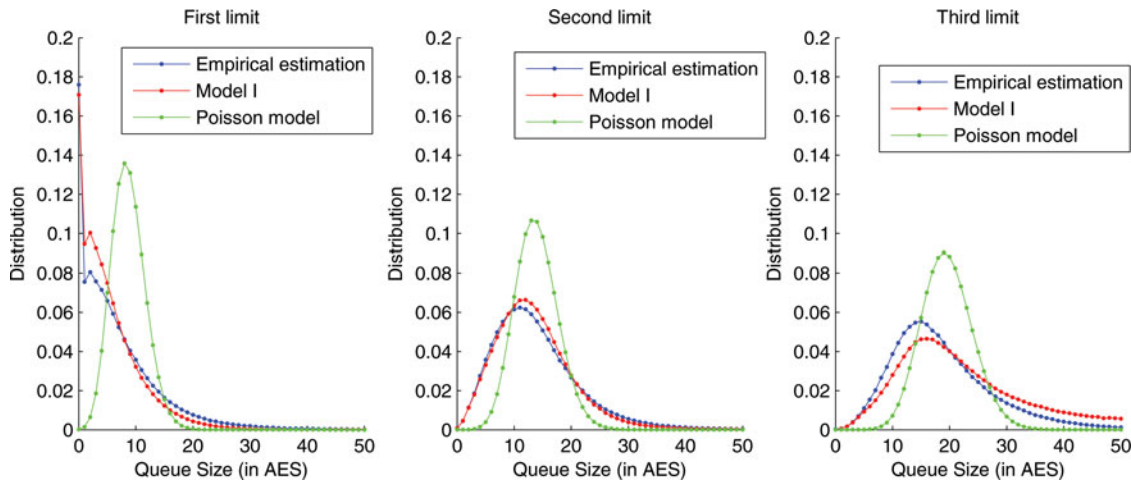 First limit
0.2
0.18
0.16
0.14
0.12
0.1
0.08
0.06
0.04
0.02
0
Distribution
Empirical estimation
Model I
Poisson model
0 10 20 30 40 50
Queue Size (in AES)
Second limit
0.2
0.18
0.16
0.14
0.12
0.1
0.08
0.06
0.04
0.02
0
Distribution
Empirical estimation
Model I
Poisson model
0 10 20 30 40 50
Queue Size (in AES)
Third limit
0.2
0.18
0.16
0.14
0.12
0.1
0.08
0.06
0.04
0.02
0
Distribution
Empirical estimation
Model I
Poisson model
0 10 20 30 40 50
Queue Size (in AES)